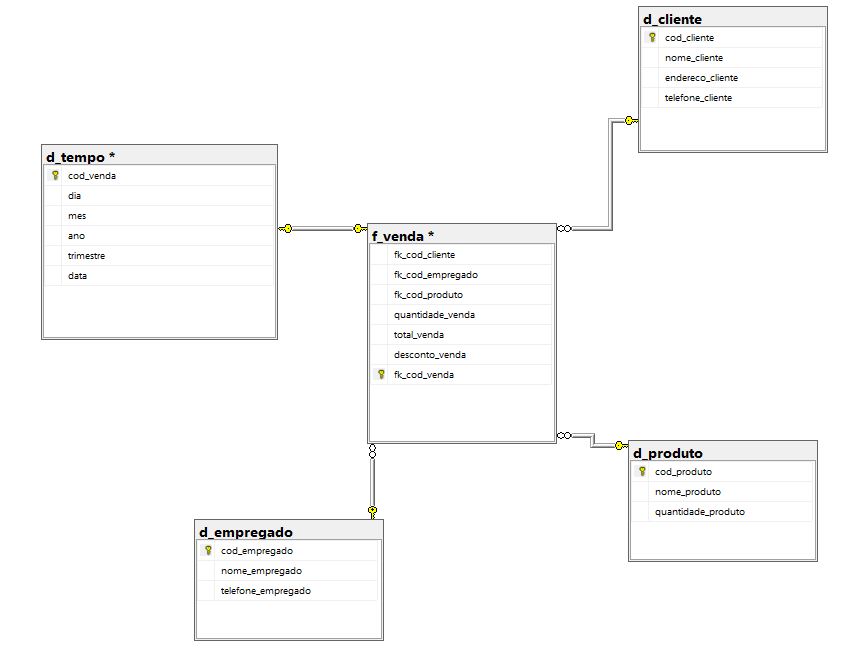 d_cliente
cod_cliente
nome_cliente
endereco_cliente
telefone_cliente
d_tempo *
cod_venda
dia
mes
ano
trimestre
data
f_venda *
fk_cod_cliente
fk_cod_empregado
fk_cod_produto
quantidade_venda
total_venda
desconto_venda
fk_cod_venda
d_produto
cod_produto
nome_produto
quantidade_produto
d_empregado
cod_empregado
nome_empregado
telefone_empregado